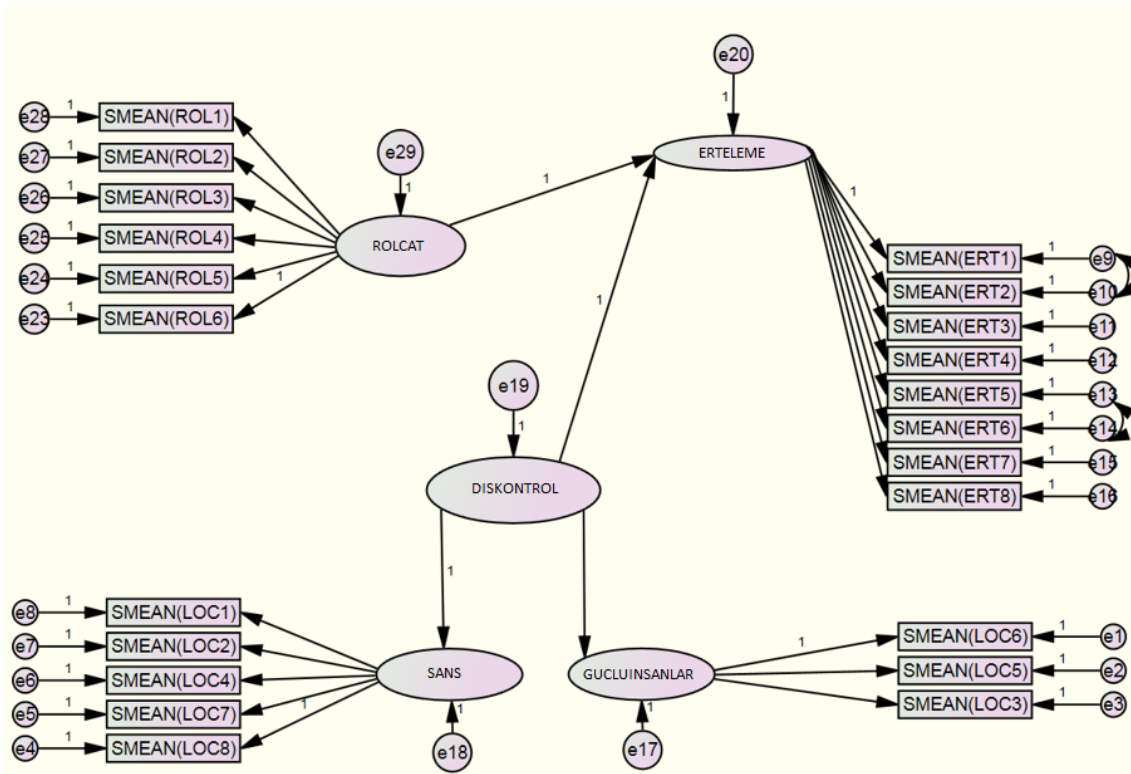 e20
1
e28 1 SMEAN(ROL1)
e27 1 SMEAN(ROL2)
e26 1 SMEAN(ROL3)
e25 1 SMEAN(ROL4)
e24 1 SMEAN(ROL5)
e23 1 SMEAN(ROL6)
1
e29
1
ROLCAT
1
ERTELEME
1
SMEAN(ERT1) 1 e9
SMEAN(ERT2) 1 e10
SMEAN(ERT3) 1 e11
SMEAN(ERT4) 1 e12
SMEAN(ERT5) 1 e13
SMEAN(ERT6) 1 e14
SMEAN(ERT7) 1 e15
SMEAN(ERT8) 1 e16
1
e19
1
DISKONTROL
1
e8 1 SMEAN(LOC1)
e7 1 SMEAN(LOC2)
e6 1 SMEAN(LOC4)
e5 1 SMEAN(LOC7)
e4 1 SMEAN(LOC8)
1
SANS
1
e18
GUCLUINSANLAR
1
e17
1
SMEAN(LOC6) 1 e1
SMEAN(LOC5) 1 e2
SMEAN(LOC3) 1 e3